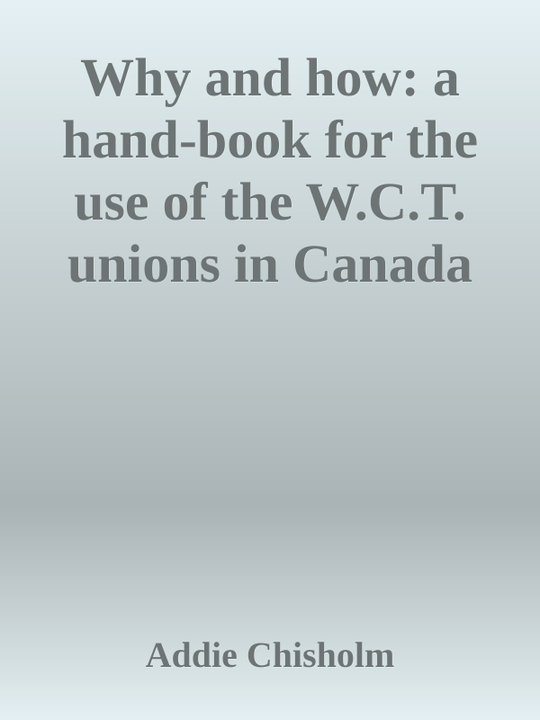 Why and how: a
hand-book for the
use of the W.C.T.
unions in Canada
Addie Chisholm